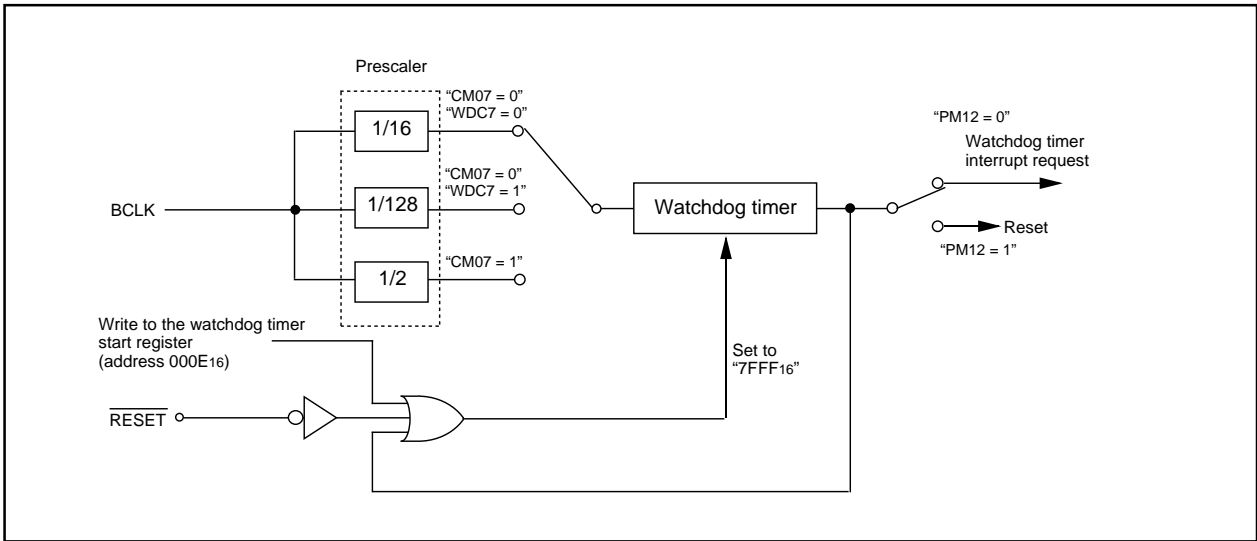 Prescaler
“CM07 = 0”
“WDC7 = 0”
1/16
“PM12 = 0”
Watchdog timer
interrupt request
“CM07 = 0”
“WDC7 = 1”
BCLK
1/128
Watchdog timer
Reset
“PM12 = 1”
“CM07 = 1”
1/2
Write to the watchdog timer
start register
(address 000E16)
Set to
“7FFF16”
RESET